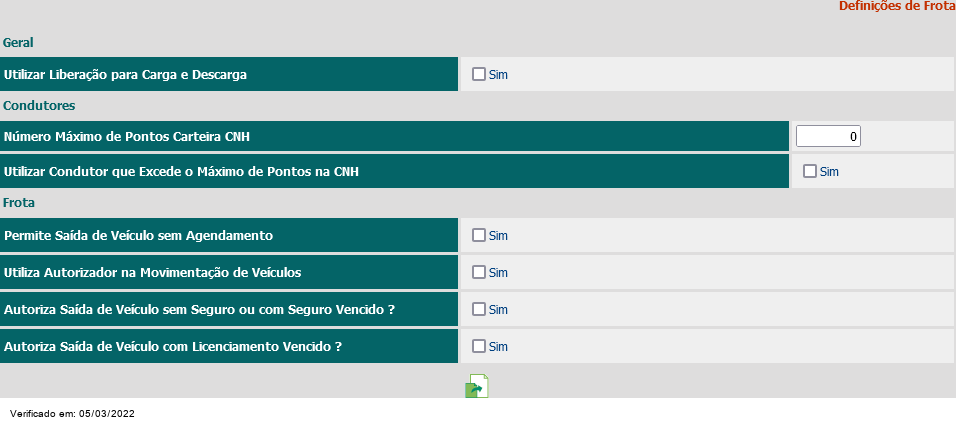 Definições de Frota
Geral
Utilizar Liberação para Carga e Descarga Sim
Condutores
Número Máximo de Pontos Carteira CNH 0
Utilizar Condutor que Excede o Máximo de Pontos na CNH Sim
Frota
Permite Saída de Veículo sem Agendamento Sim
Utiliza Autorizador na Movimentação de Veículos Sim
Autoriza Saída de Veículo sem Seguro ou com Seguro Vencido ? Sim
Autoriza Saída de Veículo com Licenciamento Vencido ? Sim
Verificado em: 05/03/2022